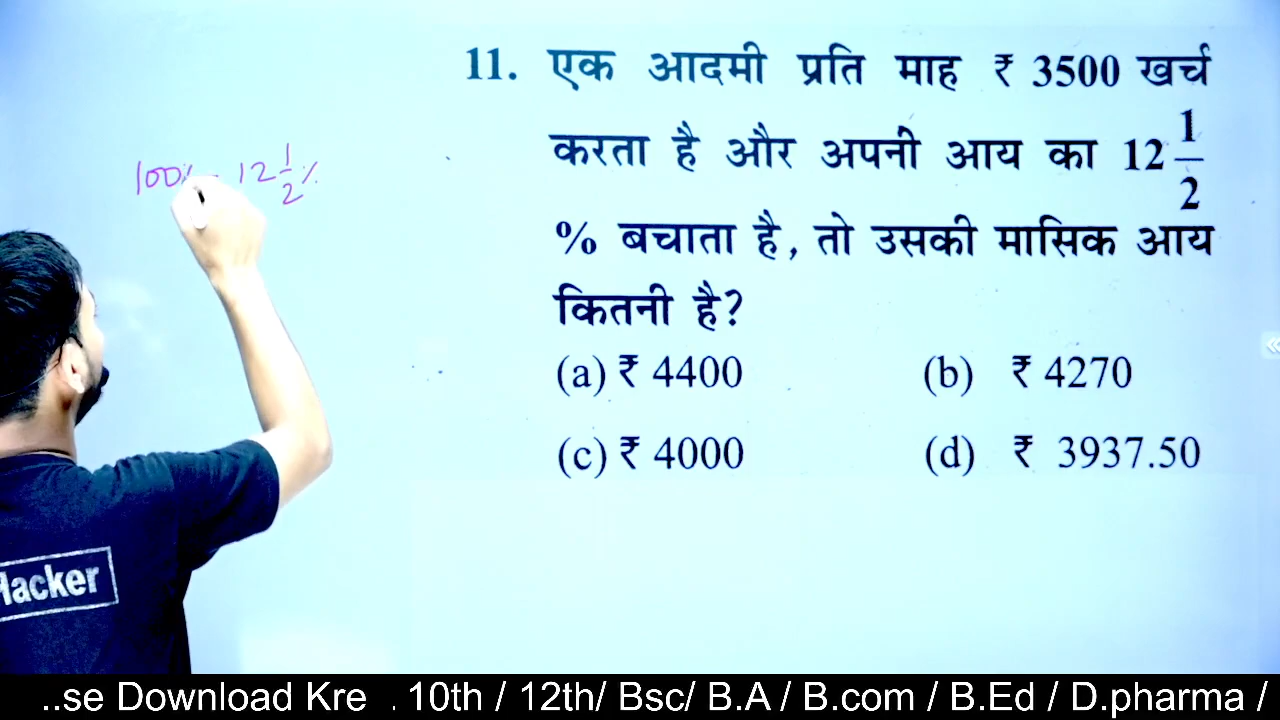 11. एक आदमी प्रति माह ₹ 3500 खर्च
करता है और अपनी आय का 12 1/2
% बचाता है, तो उसकी मासिक आय
कितनी है?
(a) ₹ 4400 (b) ₹ 4270
(c) ₹ 4000 (d) ₹ 3937.50
100% - 12 1/2 %
Hacker
..se Download Kre . 10th / 12th/ Bsc/ B.A / B.com / B.Ed / D.pharma /